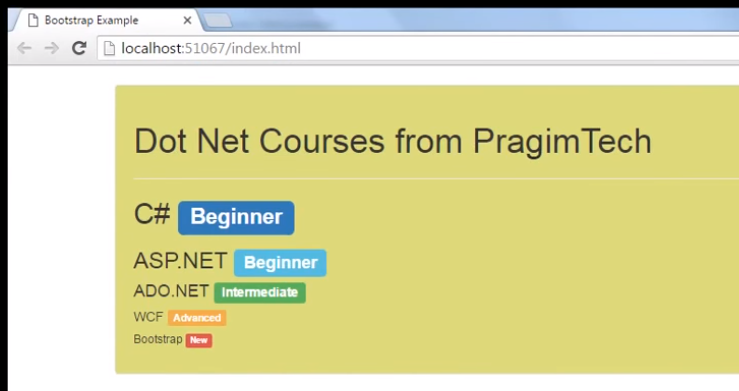 Bootstrap Example
localhost:51067/index.html
Dot Net Courses from PragimTech
C# Beginner
ASP.NET Beginner
ADO.NET Intermediate
WCF Advanced
Bootstrap New